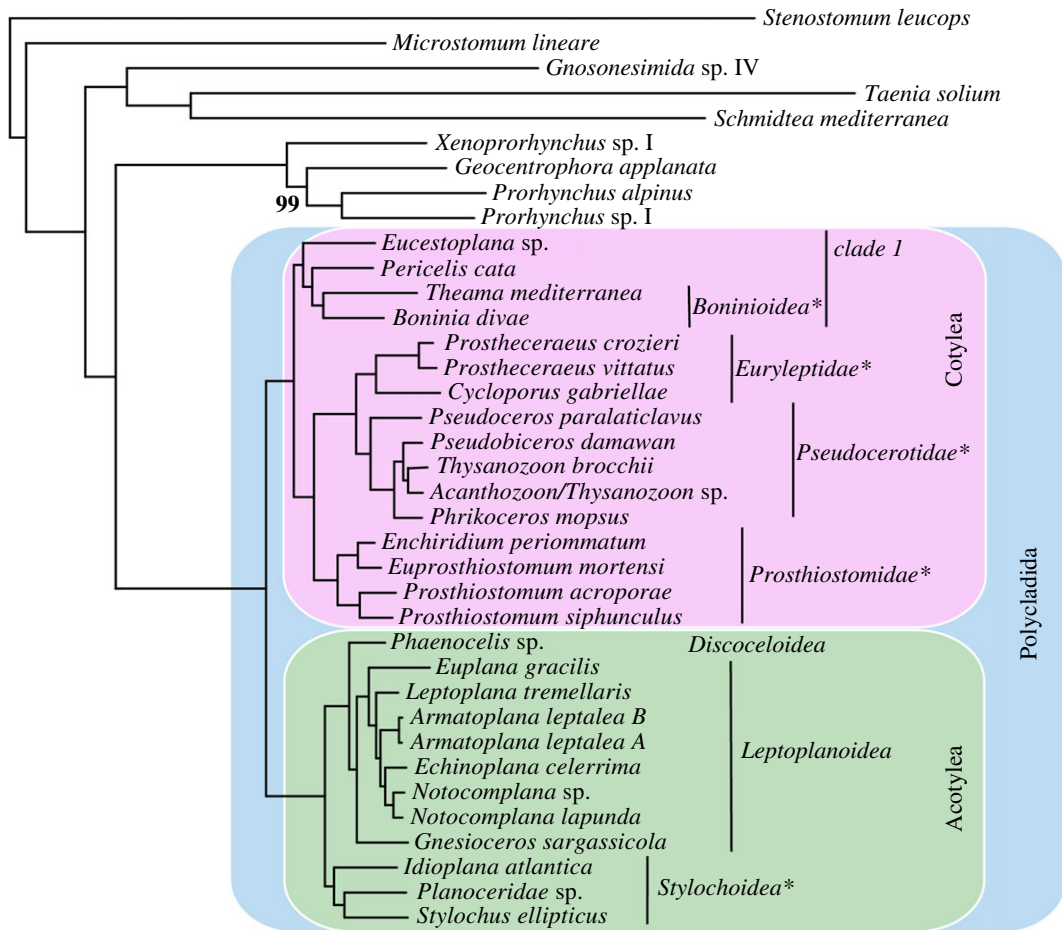 Stenostomum leucops
Microstomum lineare
Gnosonesimida sp. IV
Taenia solium
Schmidtea mediterranea
Xenoprorhynchus sp. I
Geocentrophora applanata
Prorhynchus alpinus
99
Prorhynchus sp. I
Eucestoplana sp.
clade 1
Pericelis cata
Theama mediterranea
Boninioidea*
Boninia divae
Prostheceraeus crozieri
Prostheceraeus vittatus
Euryleptidae*
Cycloporus gabriellae
Cotylea
Pseudoceros paralaticlavus
Pseudobiceros damawan
Pseudocerotidae*
Thysanozoon brocchii
Acanthozoon/Thysanozoon sp.
Phrikoceros mopsus
Enchiridium periommatum
Euprosthiostomum mortensi
Prosthiostomidae*
Prosthiostomum acroporae
Prosthiostomum siphunculus
Polycladida
Phaenocelis sp.
Discoceloidea
Euplana gracilis
Leptoplana tremellaris
Armatoplana leptalea B
Armatoplana leptalea A
Leptoplanoidea
Echinoplana celerrima
Notocomplana sp.
Notocomplana lapunda
Acotylea
Gnesioceros sargassicola
Idioplana atlantica
Planoceridae sp.
Stylochoidea*
Stylochus ellipticus